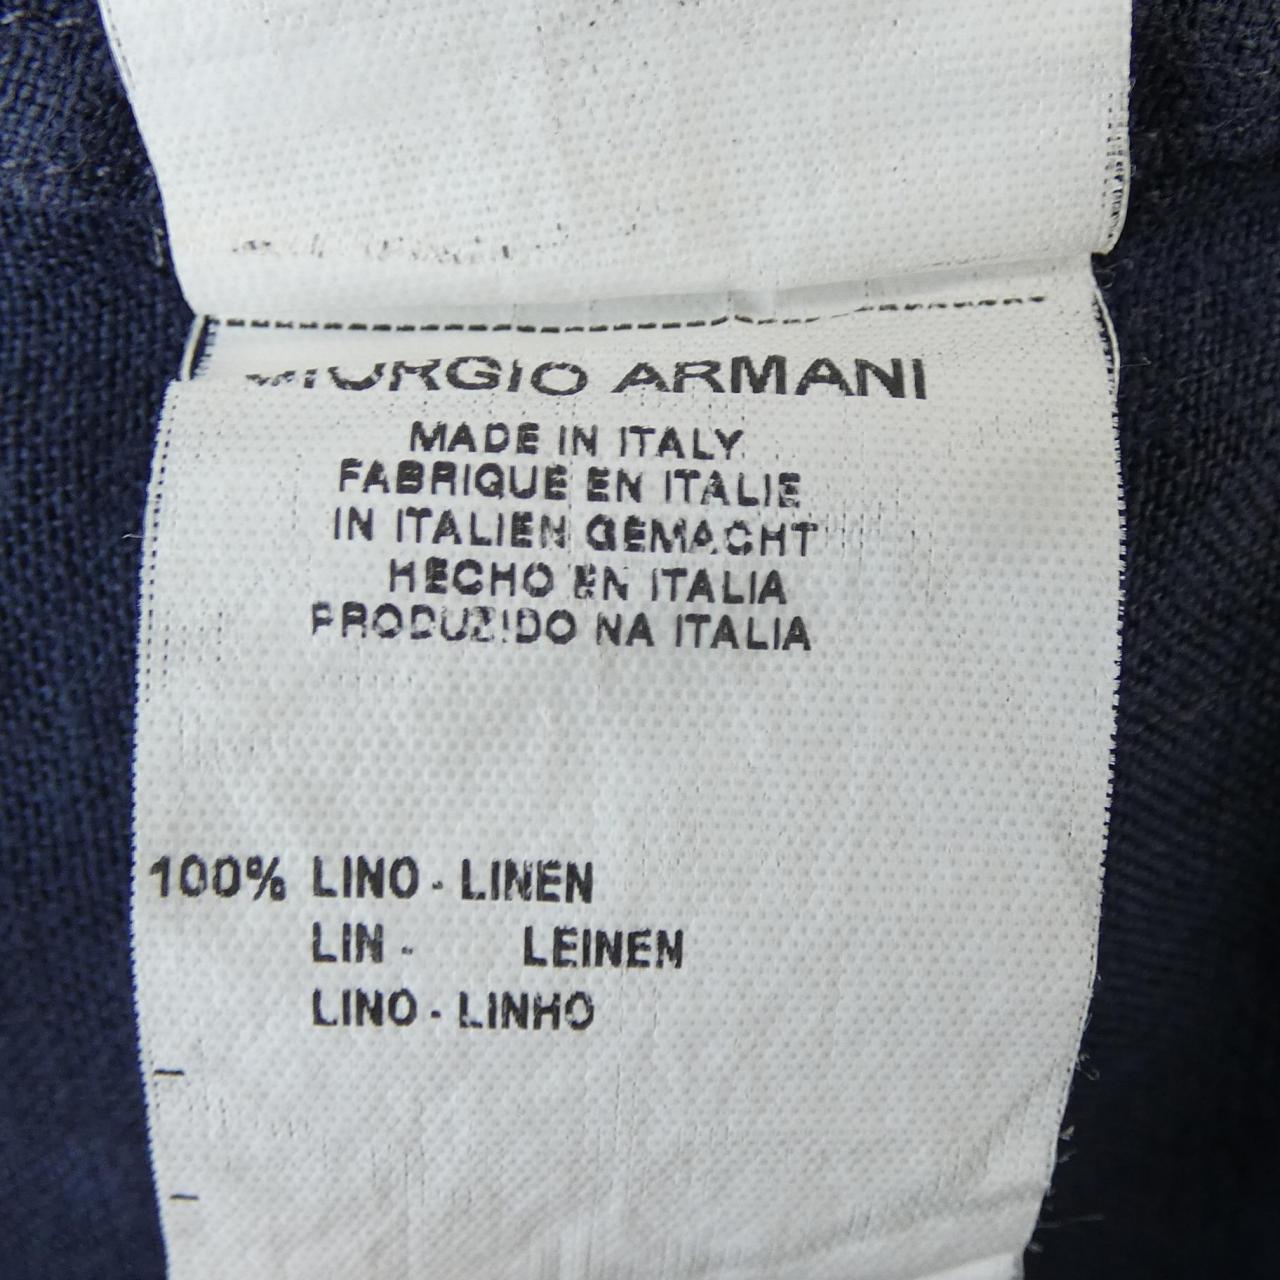 GIORGIO ARMANI
MADE IN ITALY
FABRIQUE EN ITALIE
IN ITALIEN GEMACHT
HECHO EN ITALIA
PRODUZIDO NA ITALIA
100% LINO - LINEN
LIN - LEINEN
LINO - LINHO